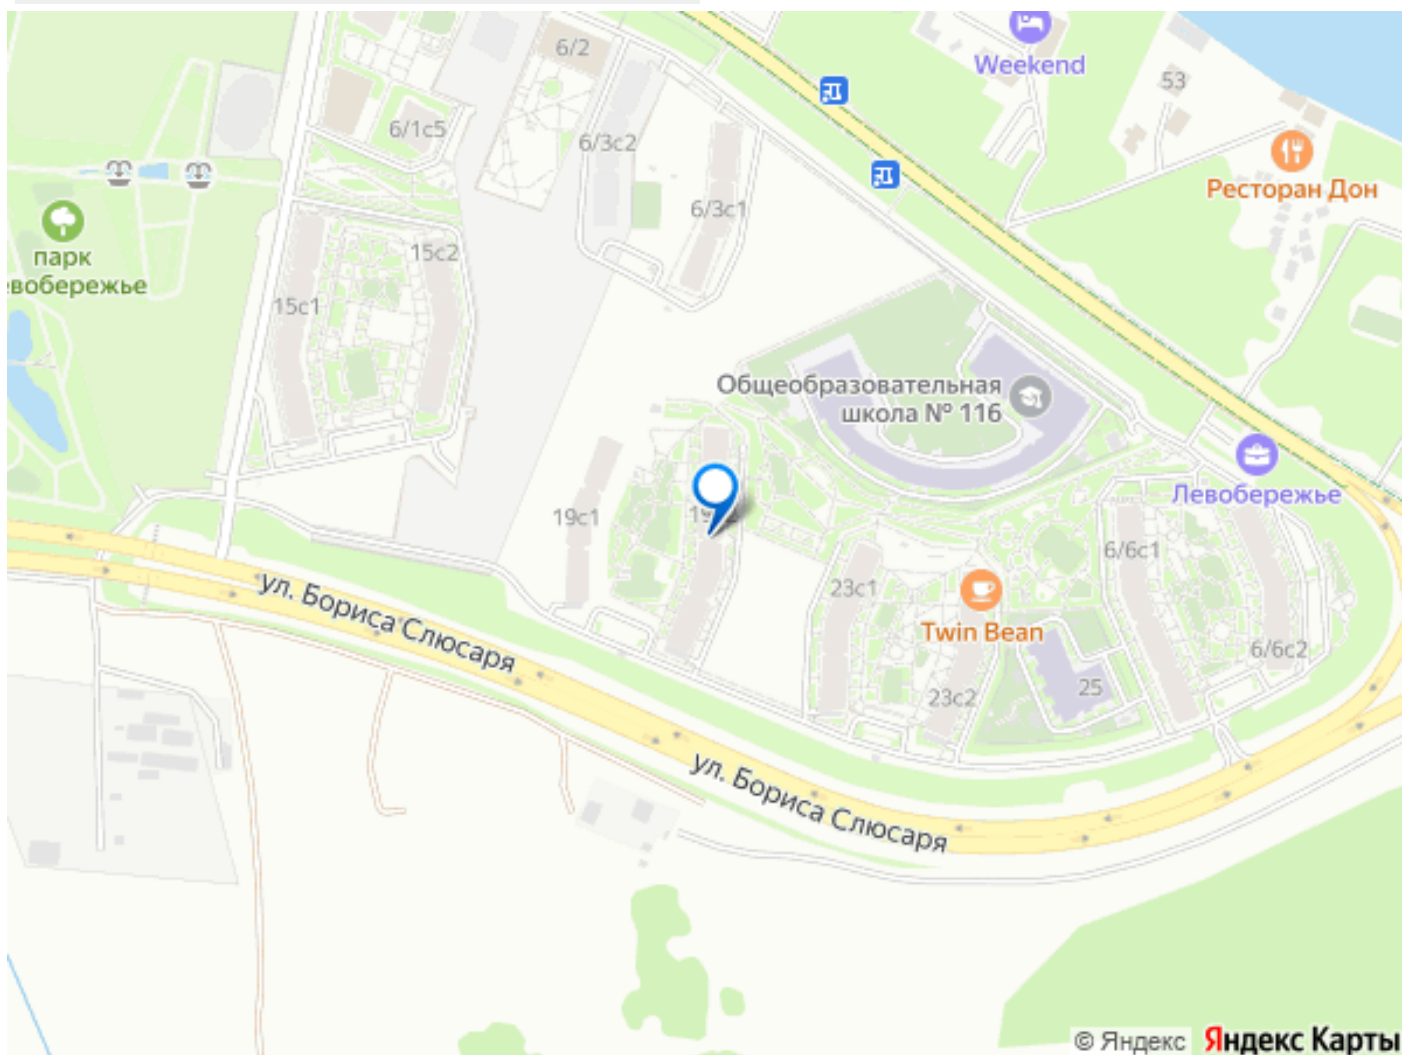 6/2
Weekend
53
6/1с5
6/3с2
Ресторан Дон
6/3с1
парк
евобережье
15с2
15с1
Общеобразовательная
школа № 116
Левобережье
19с1
6/6с1
23с1
ул. Бориса Слюсаря
Twin Bean
6/6с2
25
23с2
ул. Бориса Слюсаря
© Яндекс Яндекс Карты